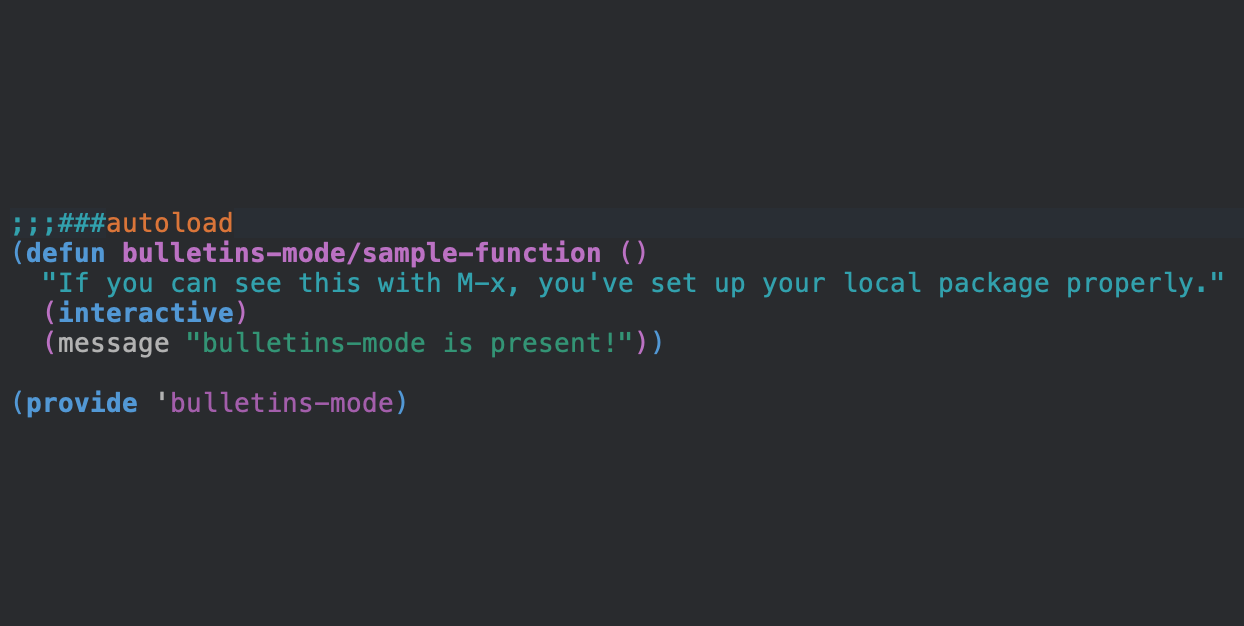 ;;;###autoload
(defun bulletins-mode/sample-function ()
  "If you can see this with M-x, you've set up your local package properly."
  (interactive)
  (message "bulletins-mode is present!"))

(provide 'bulletins-mode)